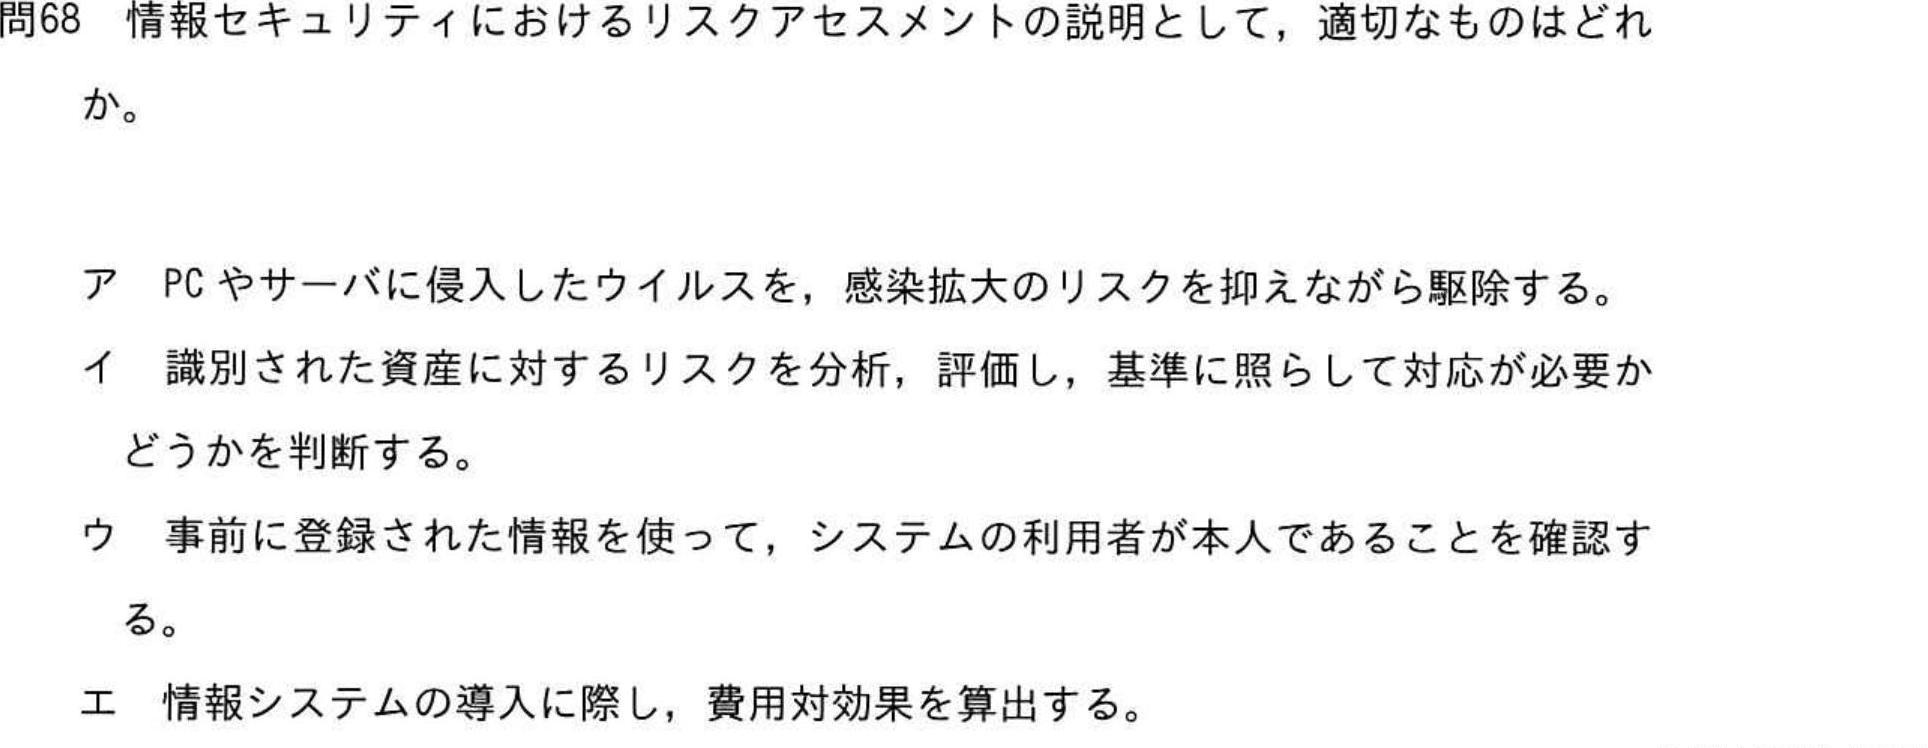 問68 情報セキュリティにおけるリスクアセスメントの説明として，適切なものはどれ
か。
ア PCやサーバに侵入したウイルスを，感染拡大のリスクを抑えながら駆除する。
イ 識別された資産に対するリスクを分析，評価し，基準に照らして対応が必要か
どうかを判断する。
ウ 事前に登録された情報を使って，システムの利用者が本人であることを確認す
る。
エ 情報システムの導入に際し，費用対効果を算出する。